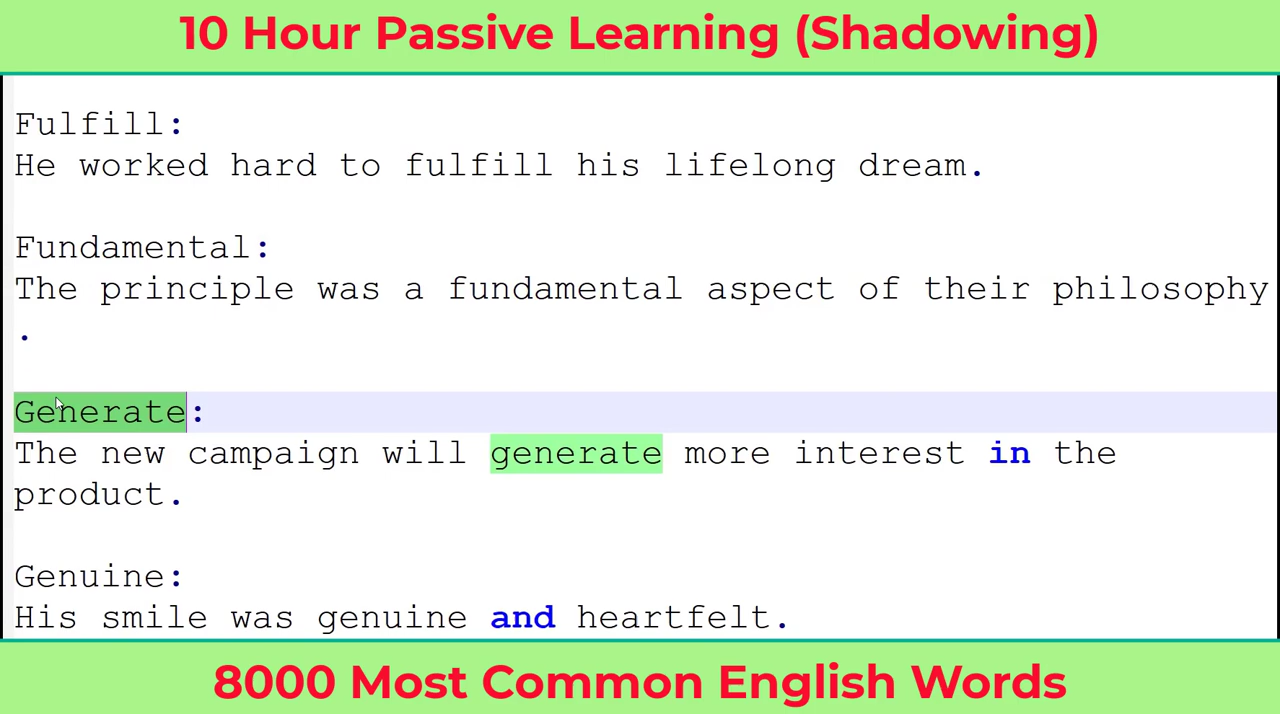 10 Hour Passive Learning (Shadowing)
Fulfill:
He worked hard to fulfill his lifelong dream.
Fundamental:
The principle was a fundamental aspect of their philosophy
.
Generate:
The new campaign will generate more interest in the
product.
Genuine:
His smile was genuine and heartfelt.
8000 Most Common English Words